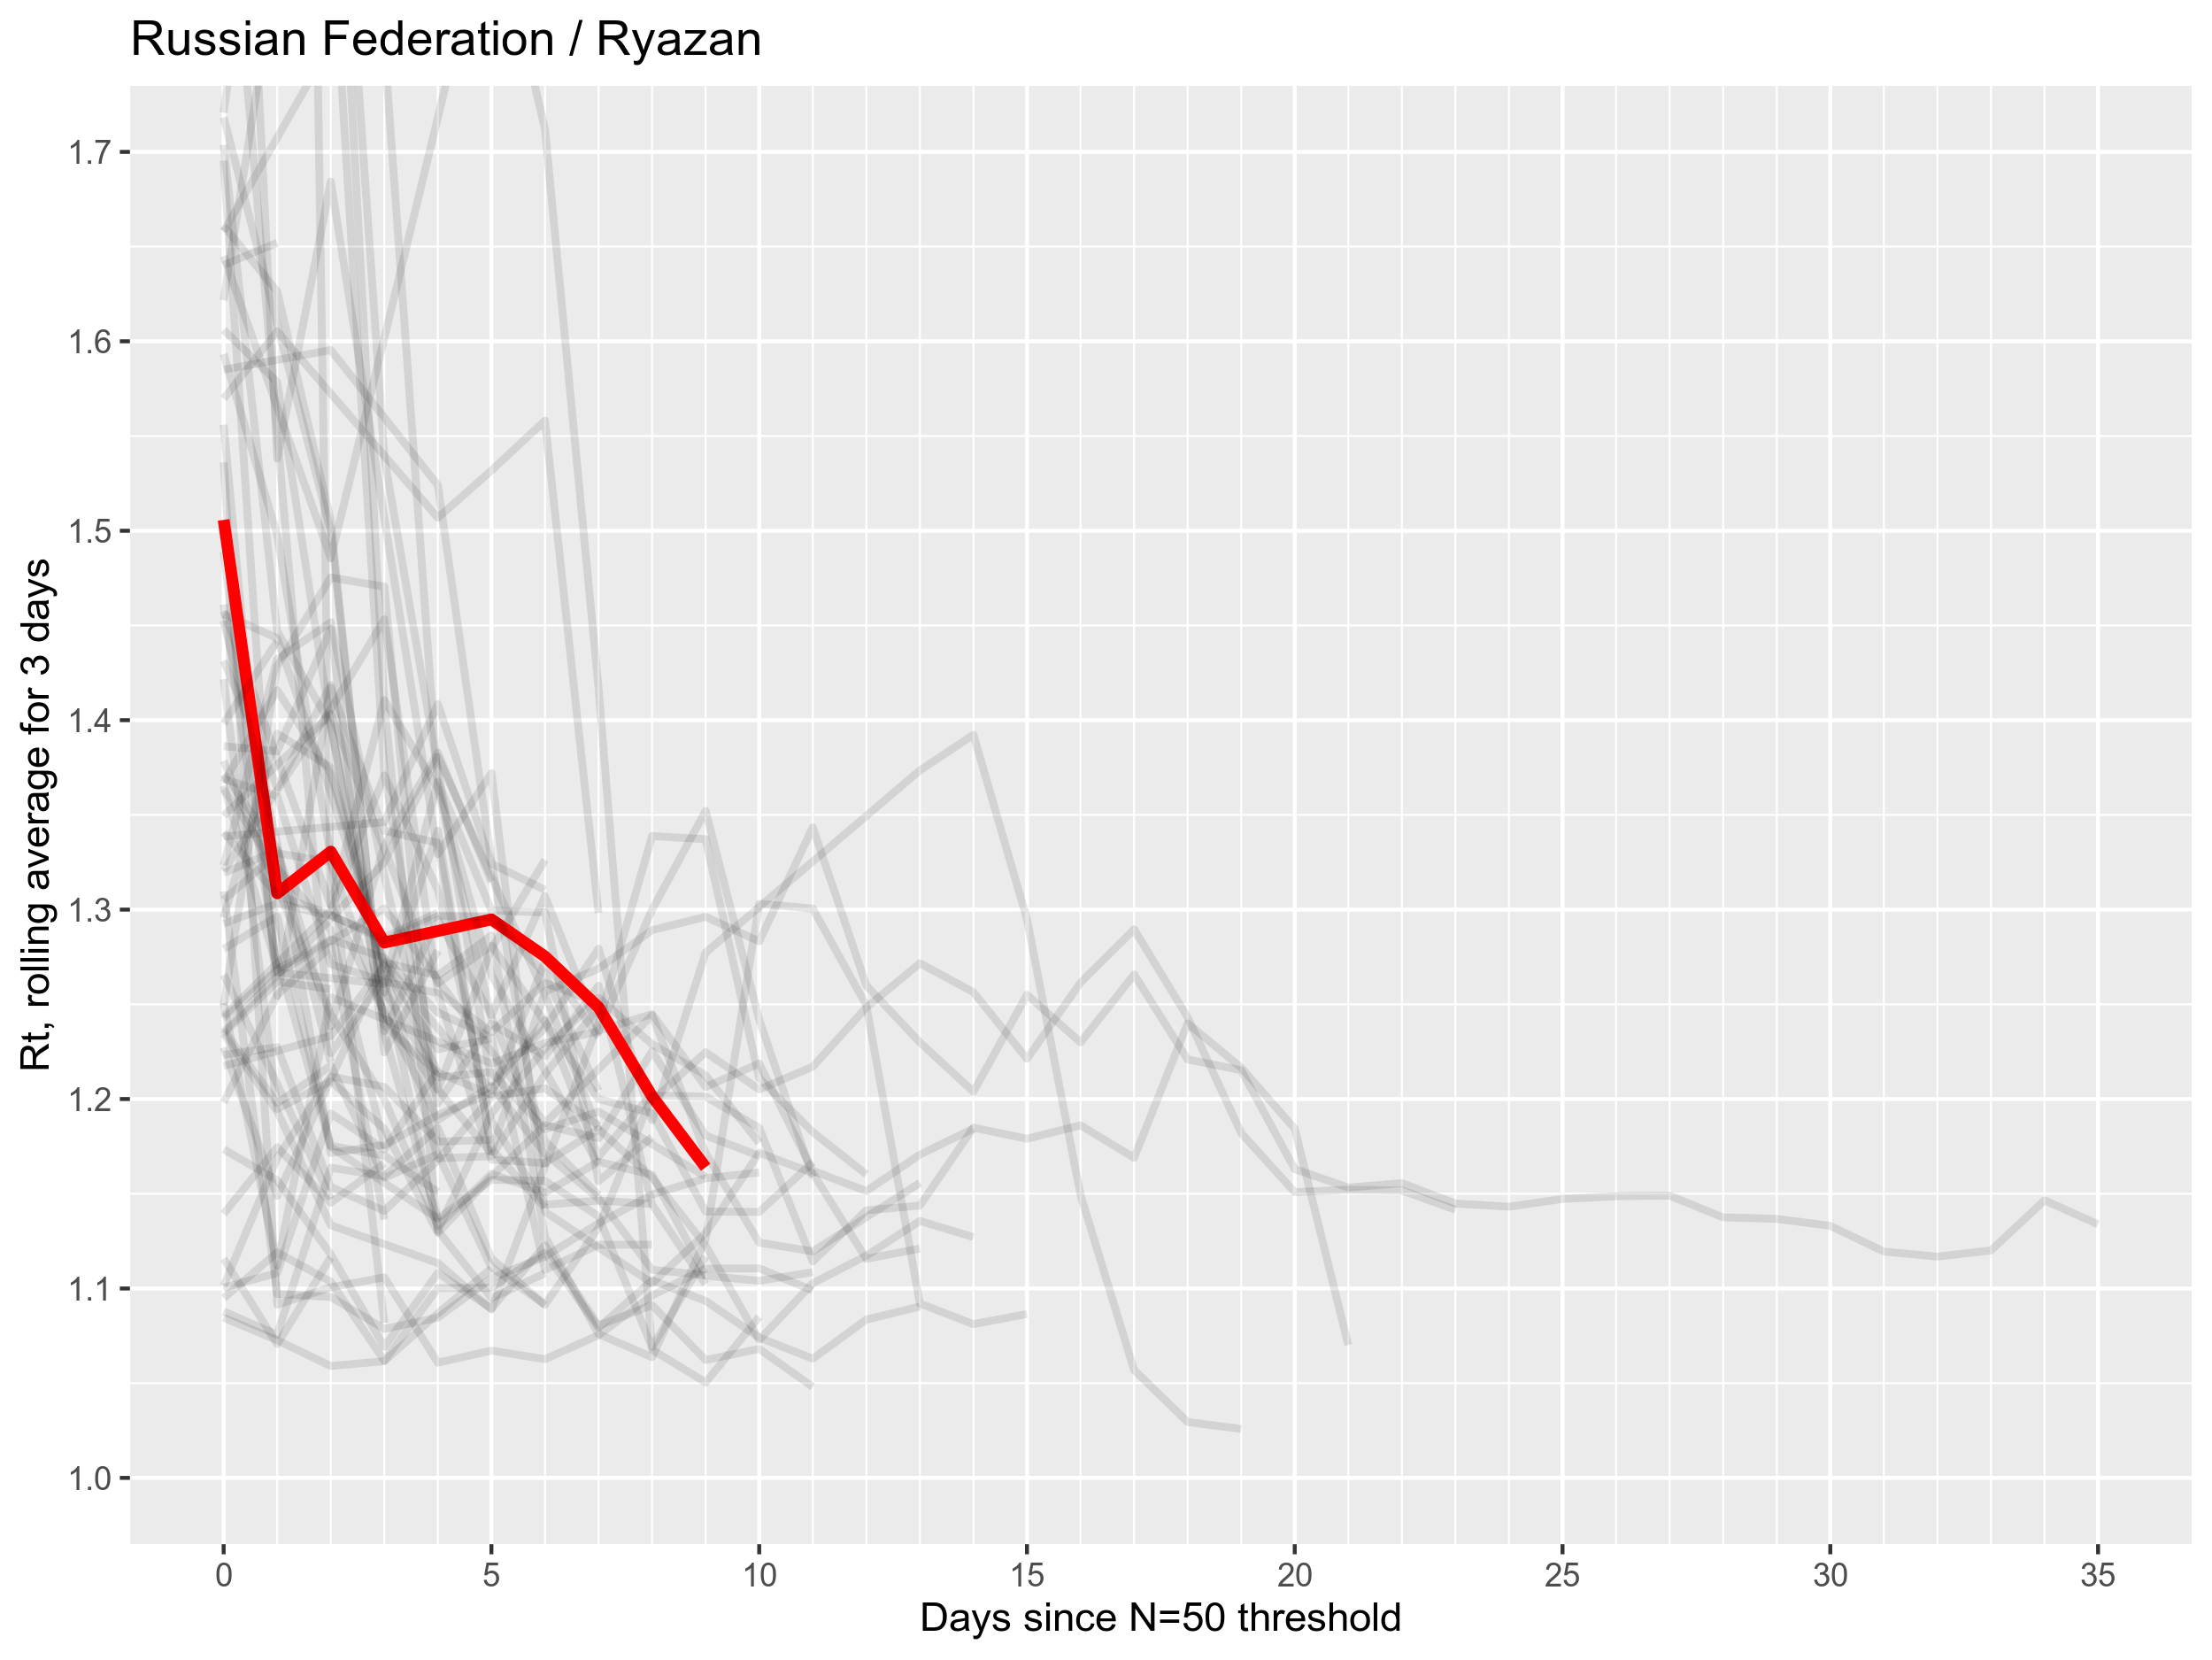 Russian Federation / Ryazan
Rt, rolling average for 3 days
1.7
1.6
1.5
1.4
1.3
1.2
1.1
1.0
0 5 10 15 20 25 30 35
Days since N=50 threshold